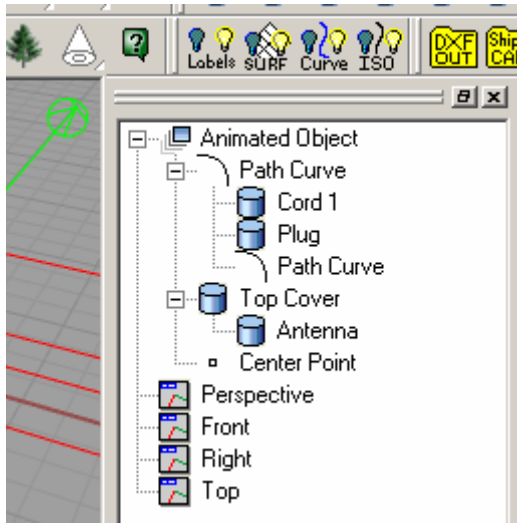 Labels SURF Curve ISO DXF OUT Ship CA
Animated Object
Path Curve
Cord 1
Plug
Path Curve
Top Cover
Antenna
Center Point
Perspective
Front
Right
Top